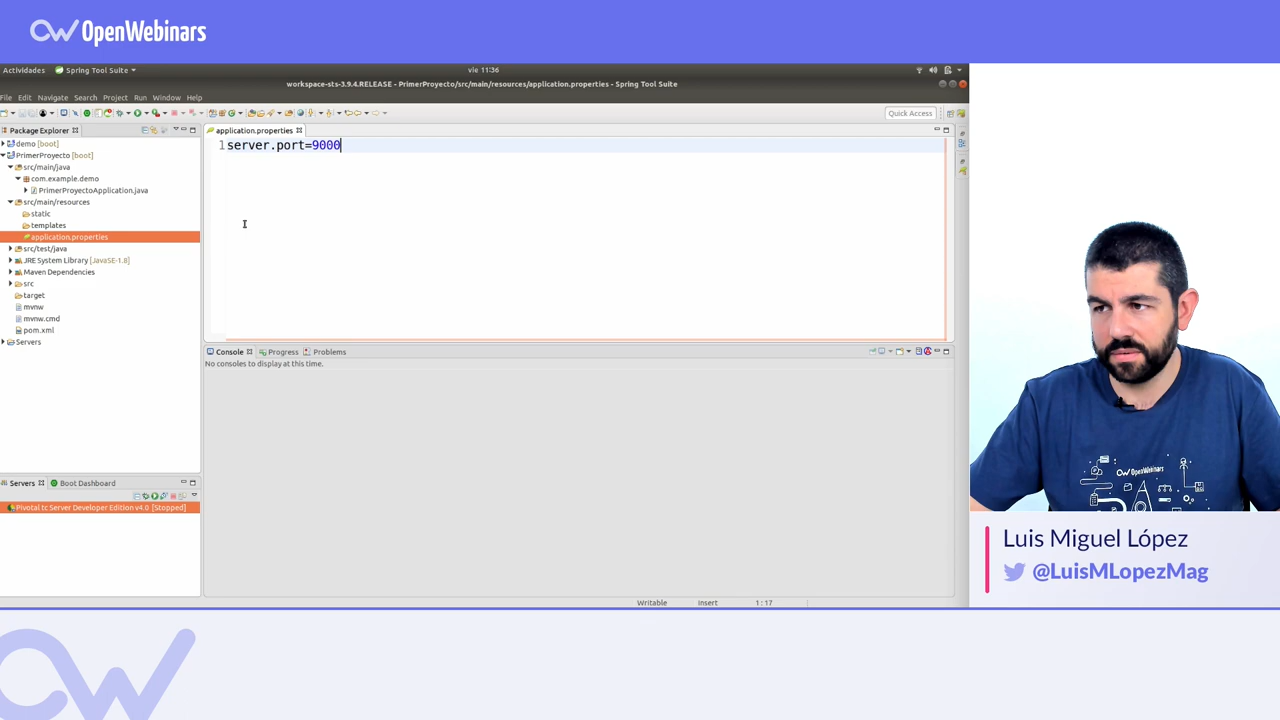 OpenWebinars
Actividades Spring Tool Suite vie 11:36
workspace-sts-3.9.4.RELEASE - PrimerProyecto/src/main/resources/application.properties - Spring Tool Suite
File Edit Navigate Search Project Run Window Help
Quick Access
Package Explorer
application.properties
demo [boot]
1 server.port=9000
PrimerProyecto [boot]
src/main/java
com.example.demo
PrimerProyectoApplication.java
src/main/resources
static
templates
application.properties
src/test/java
JRE System Library [JavaSE-1.8]
Maven Dependencies
src
target
mvnw
mvnw.cmd
pom.xml
Servers
Console Progress Problems
No consoles to display at this time.
Servers Boot Dashboard
Pivotal tc Server Developer Edition v4.0 [Stopped]
Writable Insert 1:17
OpenWebinars
Luis Miguel López
@LuisMLopezMag